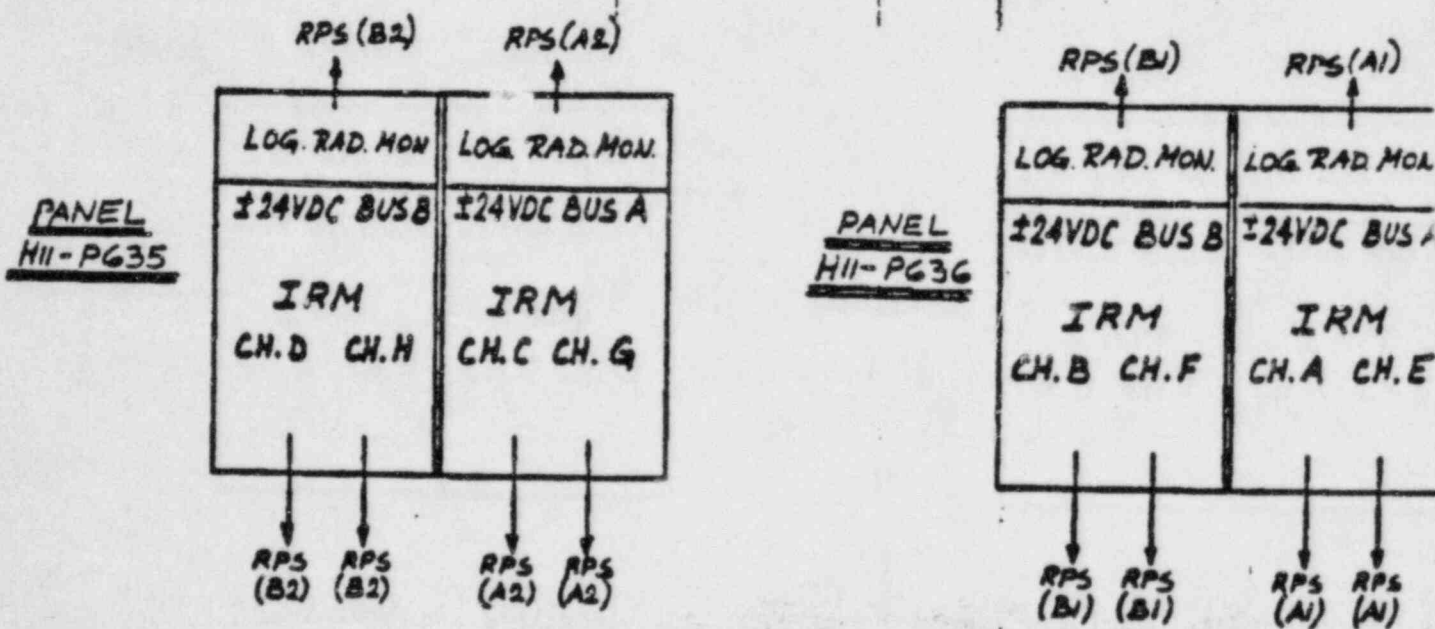 RPS (B2) RPS (A2)
LOG. RAD. MON LOG. RAD. MON.
PANEL
H11-P635
±24VDC BUS B ±24VDC BUS A
IRM IRM
CH. D CH. H CH. C CH. G
RPS (B2) RPS (B2) RPS (A2) RPS (A2)
RPS (B1) RPS (A1)
LOG. RAD. MON. LOG. RAD. MON
PANEL
H11-P636
±24VDC BUS B ±24VDC BUS A
IRM IRM
CH. B CH. F CH. A CH. E
RPS (B1) RPS (B1) RPS (A1) RPS (A1)